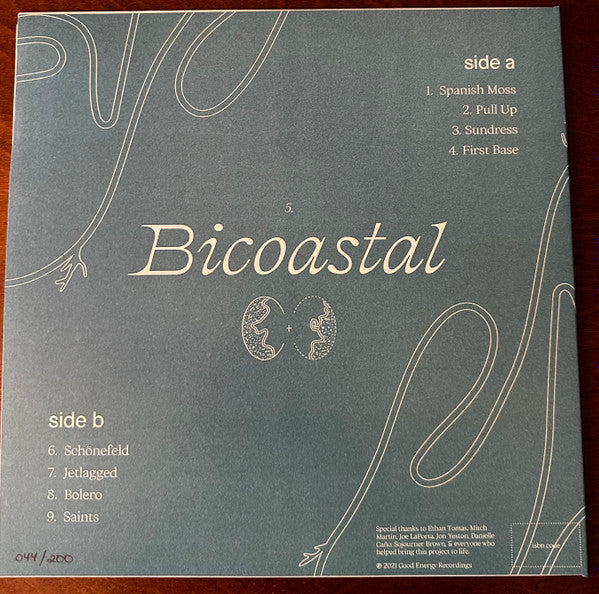 side a
1. Spanish Moss
2. Pull Up
3. Sundress
4. First Base
5.
Bicoastal
+
side b
6. Schönefeld
7. Jetlagged
8. Bolero
9. Saints
044/200
Special thanks to Ethan Tomas, Mitch
Martin, Joe LaPorta, Jon Yeston, Danielle
Caño, Sojourner Brown, & everyone who
helped bring this project to life.
℗ 2021 Good Energy Recordings
isbn code